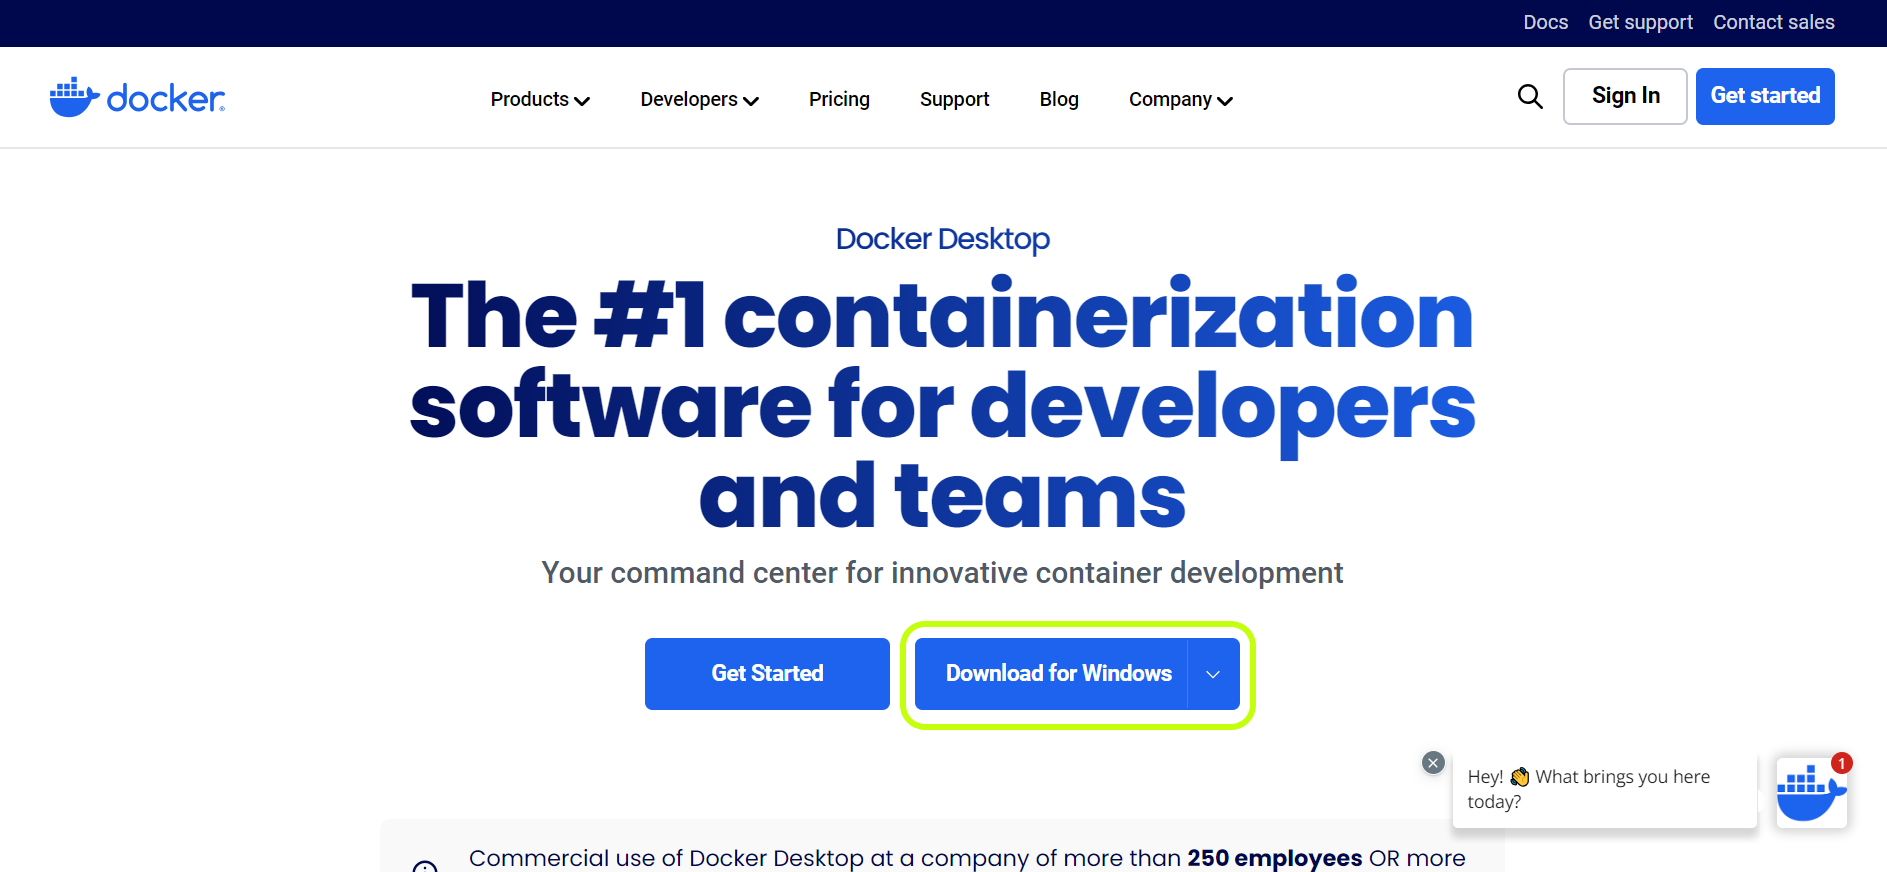 Docs Get support Contact sales
docker
Products Developers Pricing Support Blog Company Sign In Get started
Docker Desktop
The #1 containerization
software for developers
and teams
Your command center for innovative container development
Get Started Download for Windows
1
Hey! 👋 What brings you here
today?
Commercial use of Docker Desktop at a company of more than 250 employees OR more